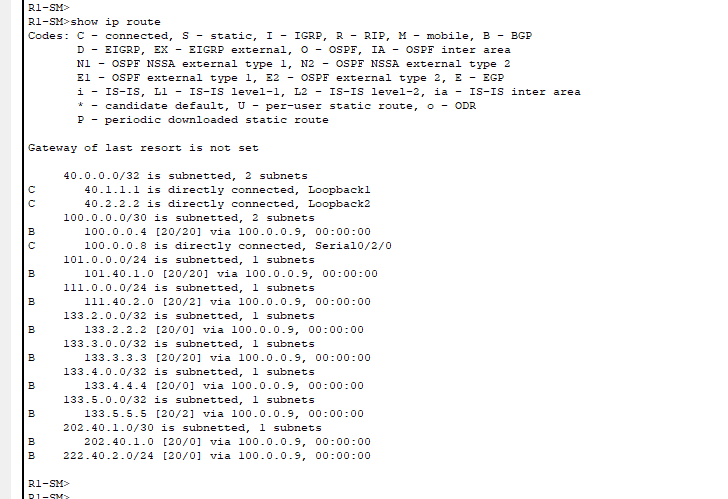 R1-SM>
R1-SM>show ip route
Codes: C - connected, S - static, I - IGRP, R - RIP, M - mobile, B - BGP
       D - EIGRP, EX - EIGRP external, O - OSPF, IA - OSPF inter area
       N1 - OSPF NSSA external type 1, N2 - OSPF NSSA external type 2
       E1 - OSPF external type 1, E2 - OSPF external type 2, E - EGP
       i - IS-IS, L1 - IS-IS level-1, L2 - IS-IS level-2, ia - IS-IS inter area
       * - candidate default, U - per-user static route, o - ODR
       P - periodic downloaded static route
Gateway of last resort is not set
     40.0.0.0/32 is subnetted, 2 subnets
C       40.1.1.1 is directly connected, Loopback1
C       40.2.2.2 is directly connected, Loopback2
     100.0.0.0/30 is subnetted, 2 subnets
B       100.0.0.4 [20/20] via 100.0.0.9, 00:00:00
C       100.0.0.8 is directly connected, Serial0/2/0
     101.0.0.0/24 is subnetted, 1 subnets
B       101.40.1.0 [20/20] via 100.0.0.9, 00:00:00
     111.0.0.0/24 is subnetted, 1 subnets
B       111.40.2.0 [20/2] via 100.0.0.9, 00:00:00
     133.2.0.0/32 is subnetted, 1 subnets
B       133.2.2.2 [20/0] via 100.0.0.9, 00:00:00
     133.3.0.0/32 is subnetted, 1 subnets
B       133.3.3.3 [20/20] via 100.0.0.9, 00:00:00
     133.4.0.0/32 is subnetted, 1 subnets
B       133.4.4.4 [20/0] via 100.0.0.9, 00:00:00
     133.5.0.0/32 is subnetted, 1 subnets
B       133.5.5.5 [20/2] via 100.0.0.9, 00:00:00
     202.40.1.0/30 is subnetted, 1 subnets
B       202.40.1.0 [20/0] via 100.0.0.9, 00:00:00
B    222.40.2.0/24 [20/0] via 100.0.0.9, 00:00:00
R1-SM>
R1-SM>